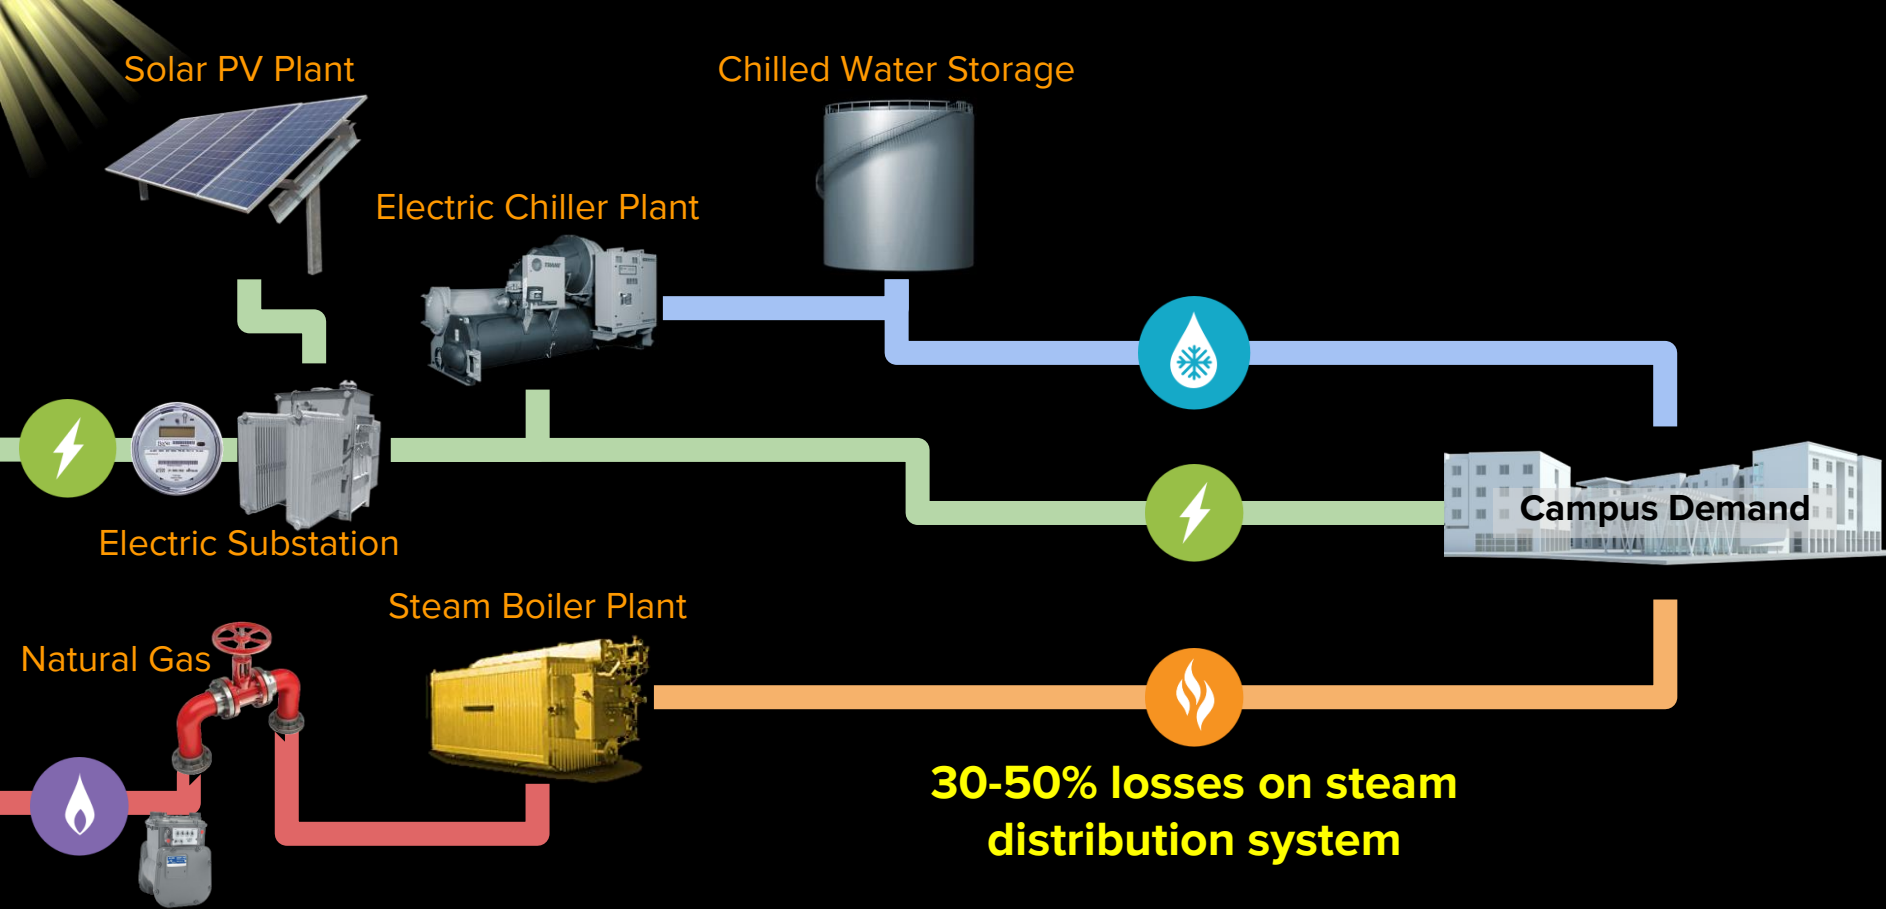 Solar PV Plant
Chilled Water Storage
Electric Chiller Plant
TRANE
Electric Substation
Campus Demand
Steam Boiler Plant
Natural Gas
30-50% losses on steam
distribution system